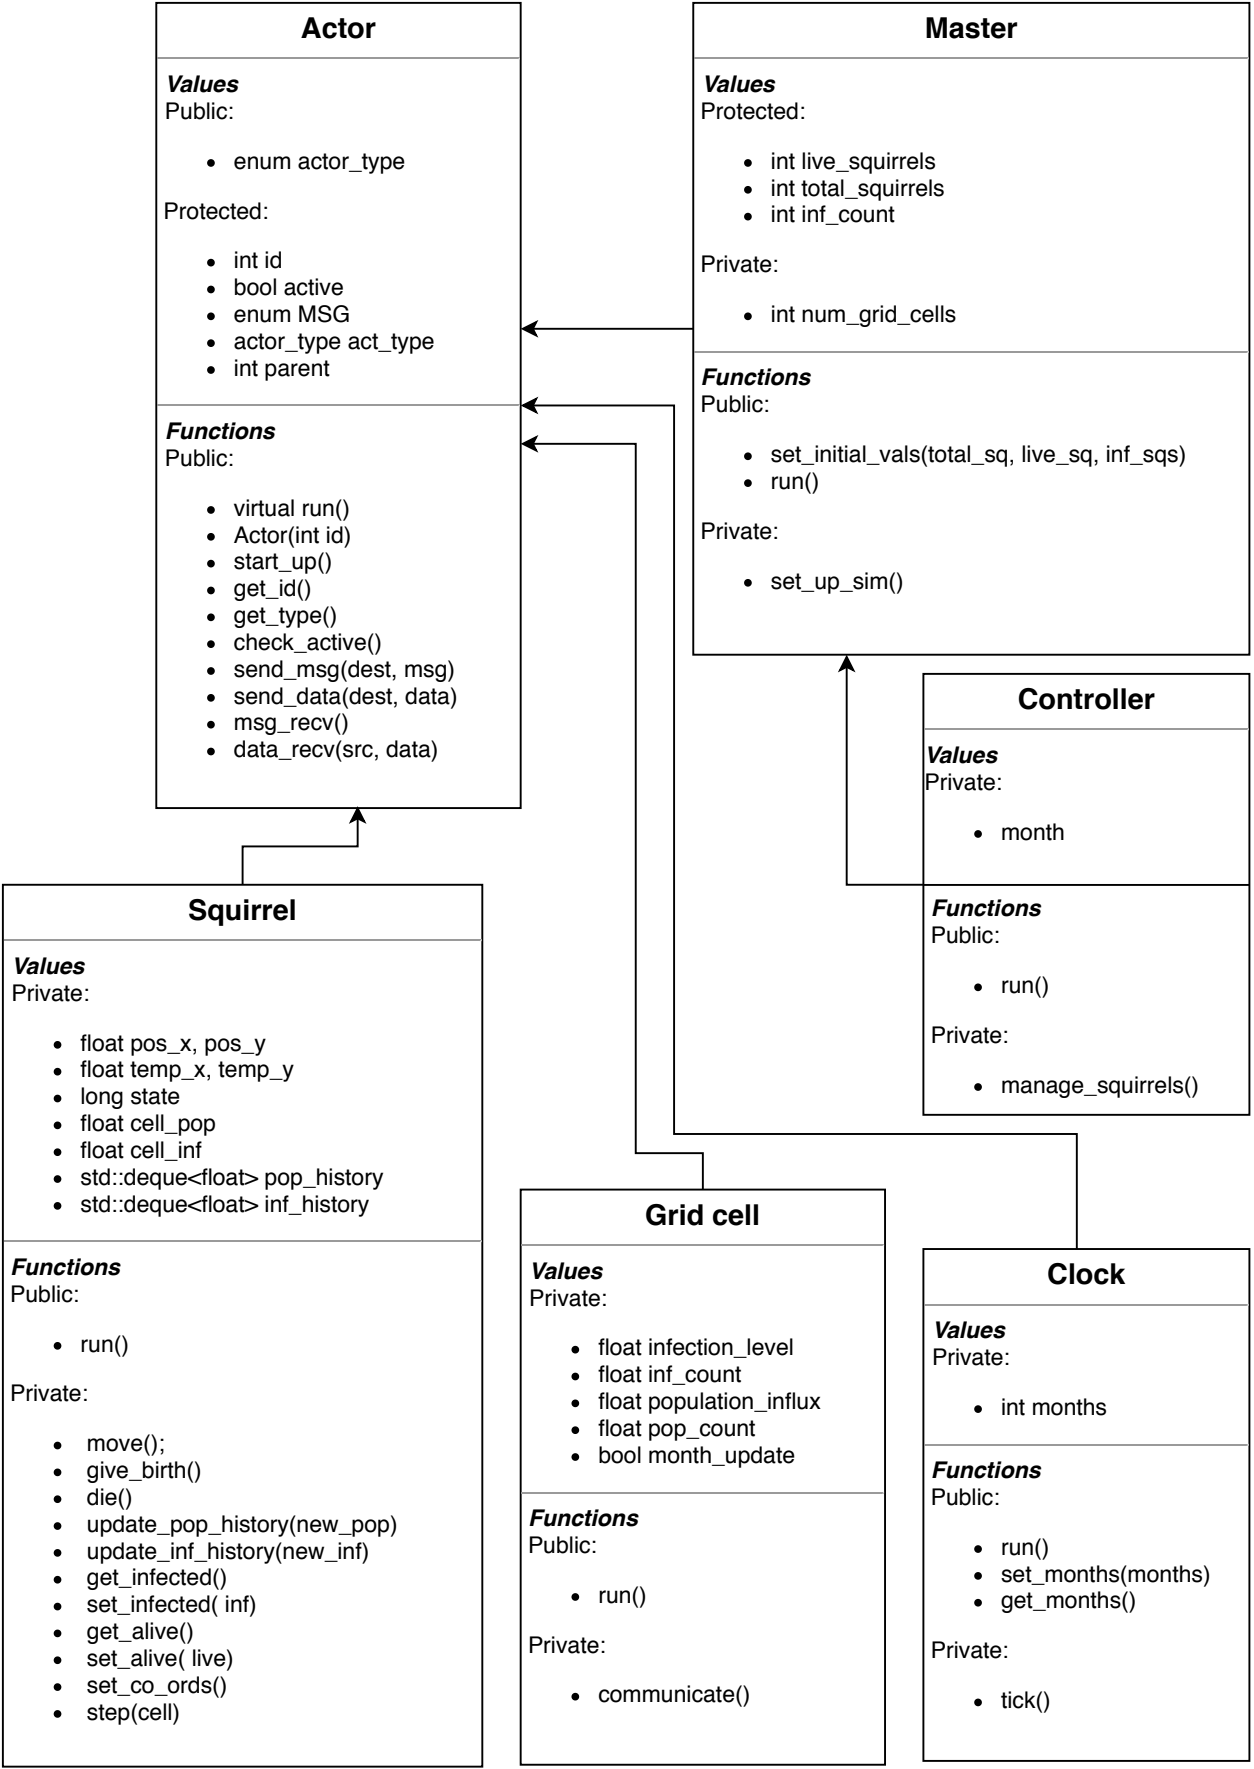 Actor
Values
Public:
• enum actor_type
Protected:
• int id
• bool active
• enum MSG
• actor_type act_type
• int parent
Functions
Public:
• virtual run()
• Actor(int id)
• start_up()
• get_id()
• get_type()
• check_active()
• send_msg(dest, msg)
• send_data(dest, data)
• msg_recv()
• data_recv(src, data)
Master
Values
Protected:
• int live_squirrels
• int total_squirrels
• int inf_count
Private:
• int num_grid_cells
Functions
Public:
• set_initial_vals(total_sq, live_sq, inf_sqs)
• run()
Private:
• set_up_sim()
Controller
Values
Private:
• month
Functions
Public:
• run()
Private:
• manage_squirrels()
Squirrel
Values
Private:
• float pos_x, pos_y
• float temp_x, temp_y
• long state
• float cell_pop
• float cell_inf
• std::deque<float> pop_history
• std::deque<float> inf_history
Functions
Public:
• run()
Private:
• move();
• give_birth()
• die()
• update_pop_history(new_pop)
• update_inf_history(new_inf)
• get_infected()
• set_infected( inf)
• get_alive()
• set_alive( live)
• set_co_ords()
• step(cell)
Grid cell
Values
Private:
• float infection_level
• float inf_count
• float population_influx
• float pop_count
• bool month_update
Functions
Public:
• run()
Private:
• communicate()
Clock
Values
Private:
• int months
Functions
Public:
• run()
• set_months(months)
• get_months()
Private:
• tick()